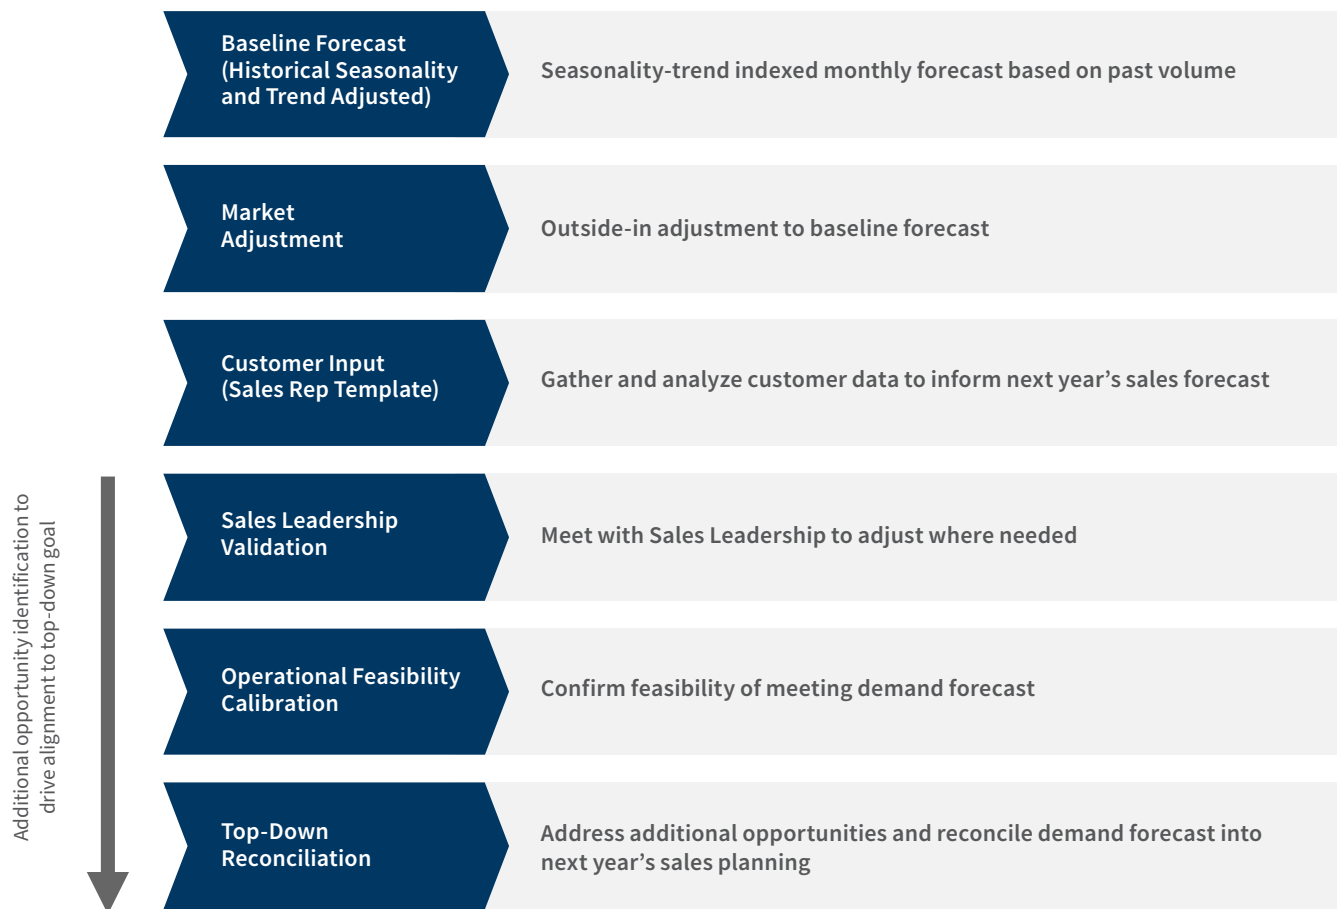 Baseline Forecast
(Historical Seasonality
and Trend Adjusted)
Seasonality-trend indexed monthly forecast based on past volume
Market
Adjustment
Outside-in adjustment to baseline forecast
Customer Input
(Sales Rep Template)
Gather and analyze customer data to inform next year’s sales forecast
Sales Leadership
Validation
Meet with Sales Leadership to adjust where needed
Operational Feasibility
Calibration
Confirm feasibility of meeting demand forecast
Top-Down
Reconciliation
Address additional opportunities and reconcile demand forecast into
next year’s sales planning
Additional opportunity identification to
drive alignment to top-down goal